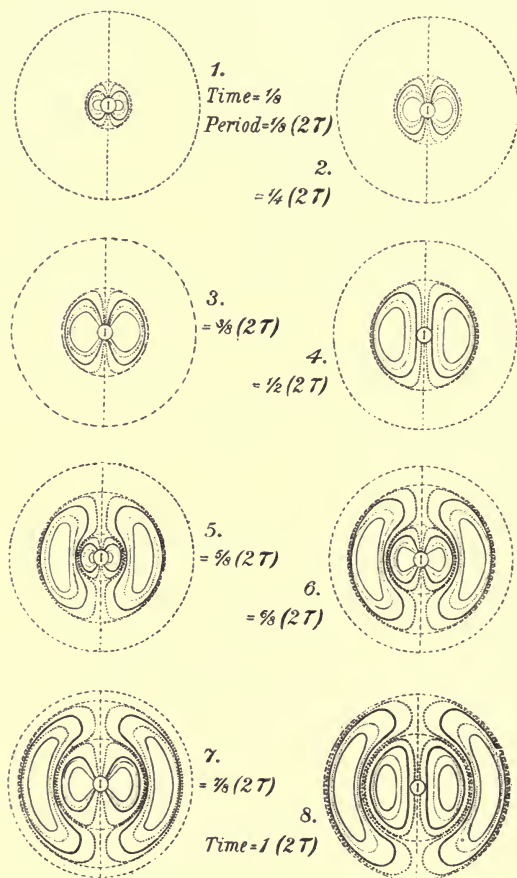 1.
Time=1/8
Period=1/8 (2T)
2.
=1/4 (2T)
3.
=3/8 (2T)
4.
=1/2 (2T)
5.
=5/8 (2T)
6.
=6/8 (2T)
7.
=7/8 (2T)
8.
Time=1 (2T)